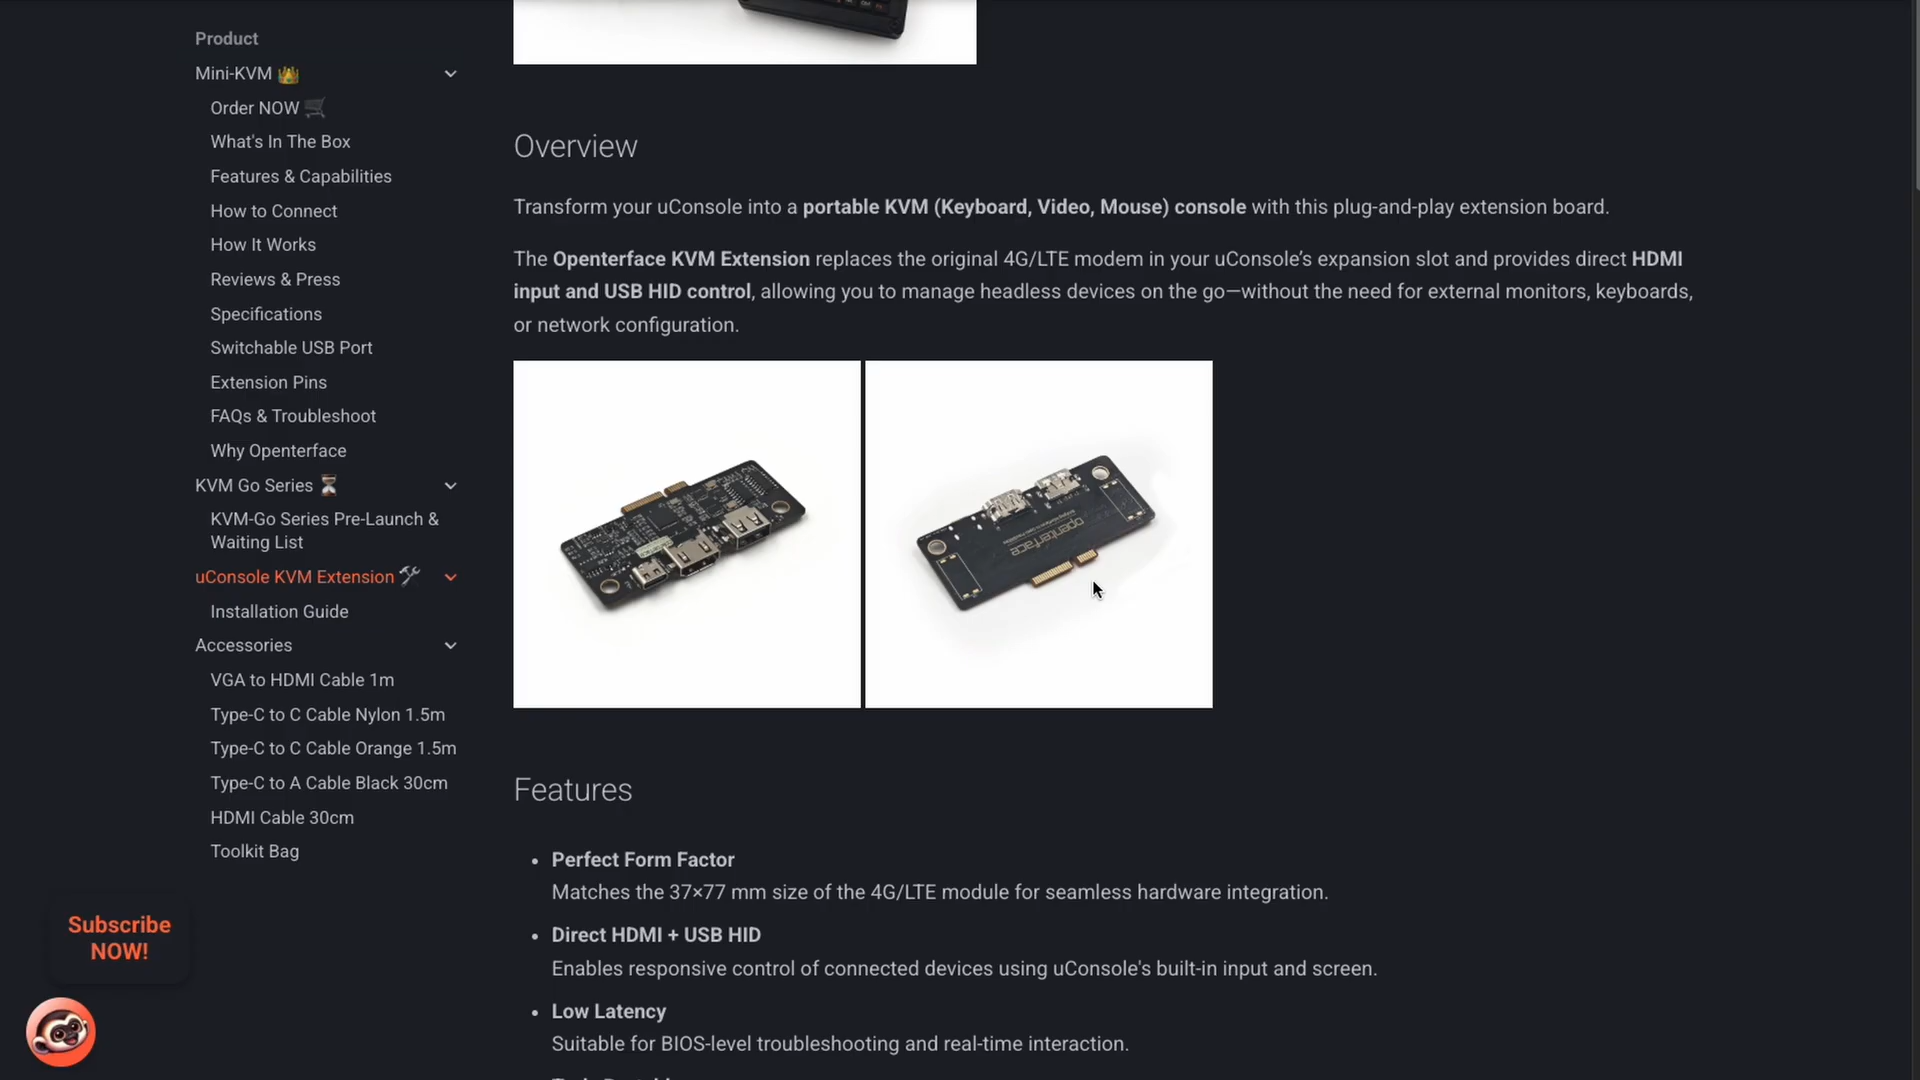 Product
Mini-KVM 👑
Order NOW 🛒
What's In The Box
Features & Capabilities
How to Connect
How It Works
Reviews & Press
Specifications
Switchable USB Port
Extension Pins
FAQs & Troubleshoot
Why Openterface
KVM Go Series ⏳
KVM-Go Series Pre-Launch &
Waiting List
uConsole KVM Extension 🛠
Installation Guide
Accessories
VGA to HDMI Cable 1m
Type-C to C Cable Nylon 1.5m
Type-C to C Cable Orange 1.5m
Type-C to A Cable Black 30cm
HDMI Cable 30cm
Toolkit Bag
Subscribe
NOW!
Overview
Transform your uConsole into a portable KVM (Keyboard, Video, Mouse) console with this plug-and-play extension board.
The Openterface KVM Extension replaces the original 4G/LTE modem in your uConsole’s expansion slot and provides direct HDMI
input and USB HID control, allowing you to manage headless devices on the go—without the need for external monitors, keyboards,
or network configuration.
openterface
Features
• Perfect Form Factor
Matches the 37×77 mm size of the 4G/LTE module for seamless hardware integration.
• Direct HDMI + USB HID
Enables responsive control of connected devices using uConsole's built-in input and screen.
• Low Latency
Suitable for BIOS-level troubleshooting and real-time interaction.